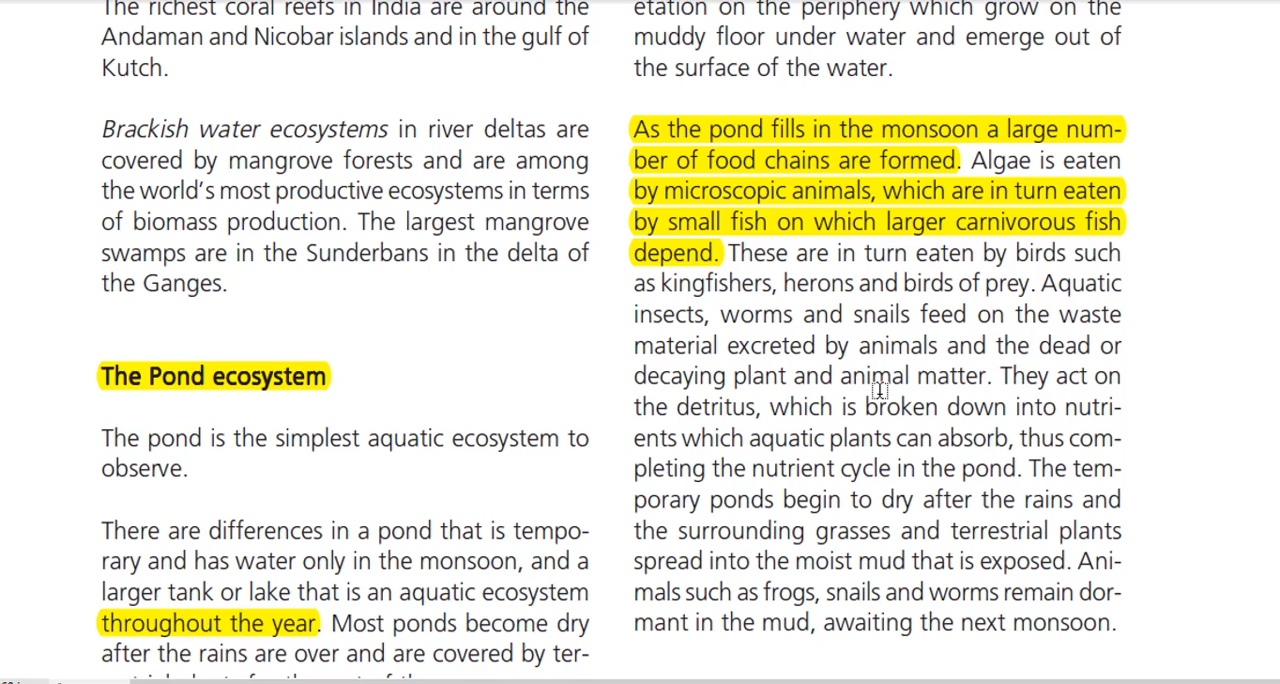 The richest coral reefs in India are around the
Andaman and Nicobar islands and in the gulf of
Kutch.
Brackish water ecosystems in river deltas are
covered by mangrove forests and are among
the world's most productive ecosystems in terms
of biomass production. The largest mangrove
swamps are in the Sunderbans in the delta of
the Ganges.
The Pond ecosystem
The pond is the simplest aquatic ecosystem to
observe.
There are differences in a pond that is tempo-
rary and has water only in the monsoon, and a
larger tank or lake that is an aquatic ecosystem
throughout the year. Most ponds become dry
after the rains are over and are covered by ter-
etation on the periphery which grow on the
muddy floor under water and emerge out of
the surface of the water.
As the pond fills in the monsoon a large num-
ber of food chains are formed. Algae is eaten
by microscopic animals, which are in turn eaten
by small fish on which larger carnivorous fish
depend. These are in turn eaten by birds such
as kingfishers, herons and birds of prey. Aquatic
insects, worms and snails feed on the waste
material excreted by animals and the dead or
decaying plant and animal matter. They act on
the detritus, which is broken down into nutri-
ents which aquatic plants can absorb, thus com-
pleting the nutrient cycle in the pond. The tem-
porary ponds begin to dry after the rains and
the surrounding grasses and terrestrial plants
spread into the moist mud that is exposed. Ani-
mals such as frogs, snails and worms remain dor-
mant in the mud, awaiting the next monsoon.